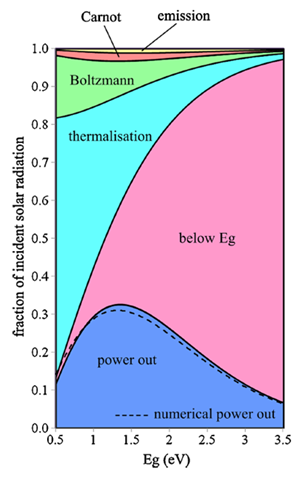 Carnot
emission
1.0
0.9
0.8
0.7
0.6
0.5
0.4
0.3
0.2
0.1
0.0
fraction of incident solar radiation
Boltzmann
thermalisation
below Eg
power out
numerical power out
0.5
1
1.5
2
2.5
3
3.5
Eg (eV)